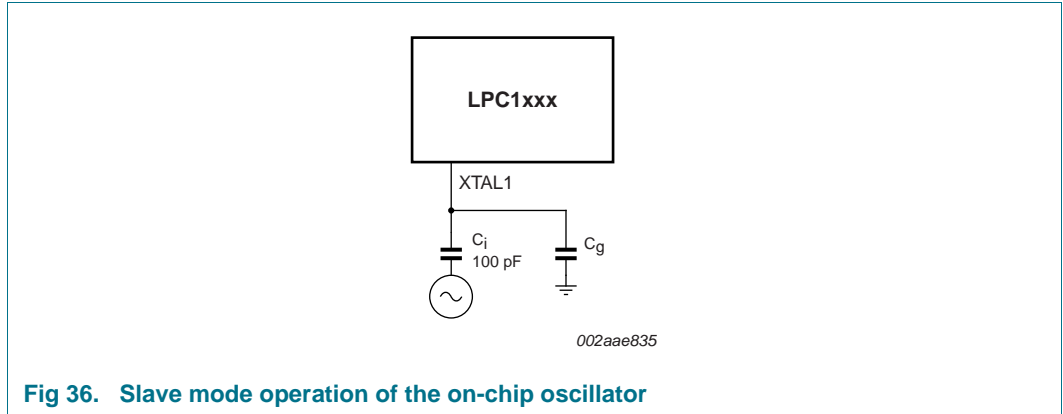 LPC1xxx
XTAL1
Ci
100 pF
Cg
002aae835
Fig 36. Slave mode operation of the on-chip oscillator